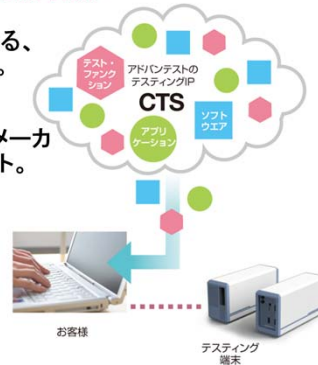 る、
。
メーカ
ト。
テスト・
ファンク
ション
アドバンテストの
テスティングIP
CTS
ソフト
ウエア
アプリ
ケーション
お客様
テスティング
端末